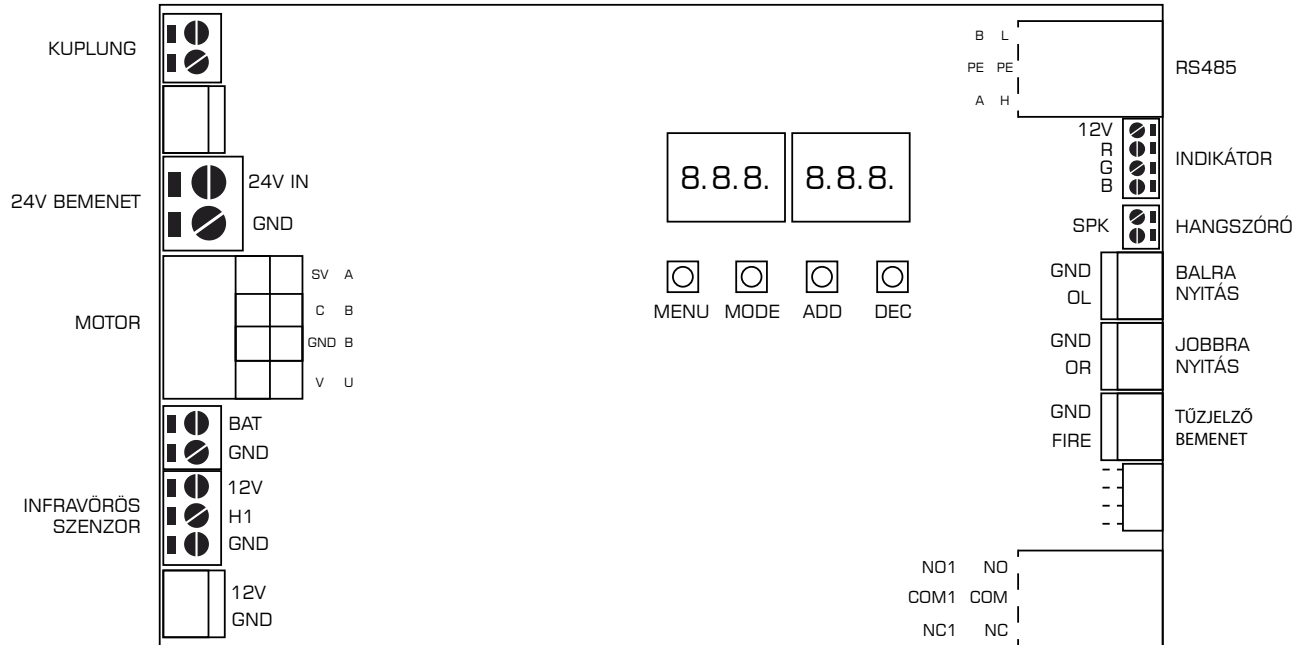 KUPLUNG
24V BEMENET
24V IN
GND
MOTOR
SV A
C B
GND B
V U
BAT
GND
INFRAVÖRÖS
SZENZOR
12V
H1
GND
12V
GND
8.8.8. 8.8.8.
MENU MODE ADD DEC
B L
PE PE
A H
RS485
12V
R
G
B
INDIKÁTOR
SPK
HANGSZÓRÓ
GND
OL
BALRA
NYITÁS
GND
OR
JOBBRA
NYITÁS
GND
FIRE
TŰZJELZŐ
BEMENET
NO1 NO
COM1 COM
NC1 NC